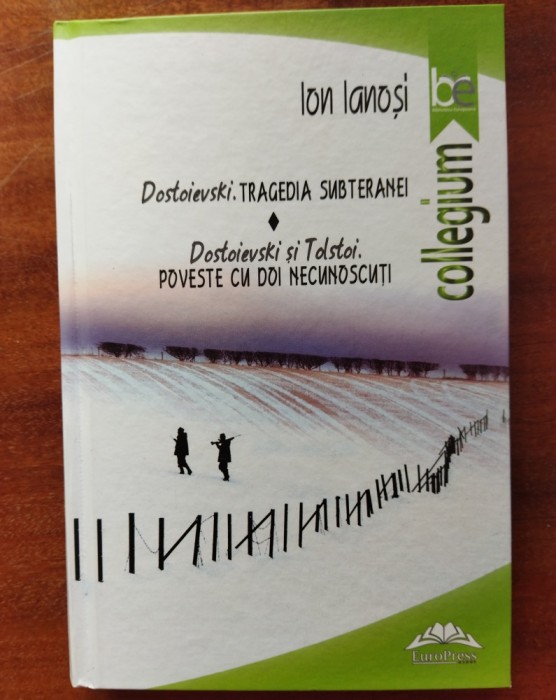 Ion Ianoși
be
collegium
Dostoievski. TRAGEDIA SUBTERANEI
Dostoievski și Tolstoi.
POVESTE CU DOI NECUNOSCUȚI
EuroPress